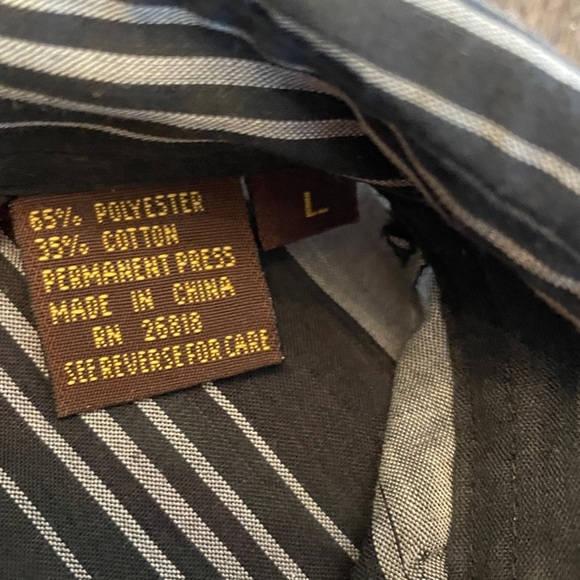 65% POLYESTER
35% COTTON
PERMANENT PRESS
MADE IN CHINA
RN 26818
SEE REVERSE FOR CARE
L